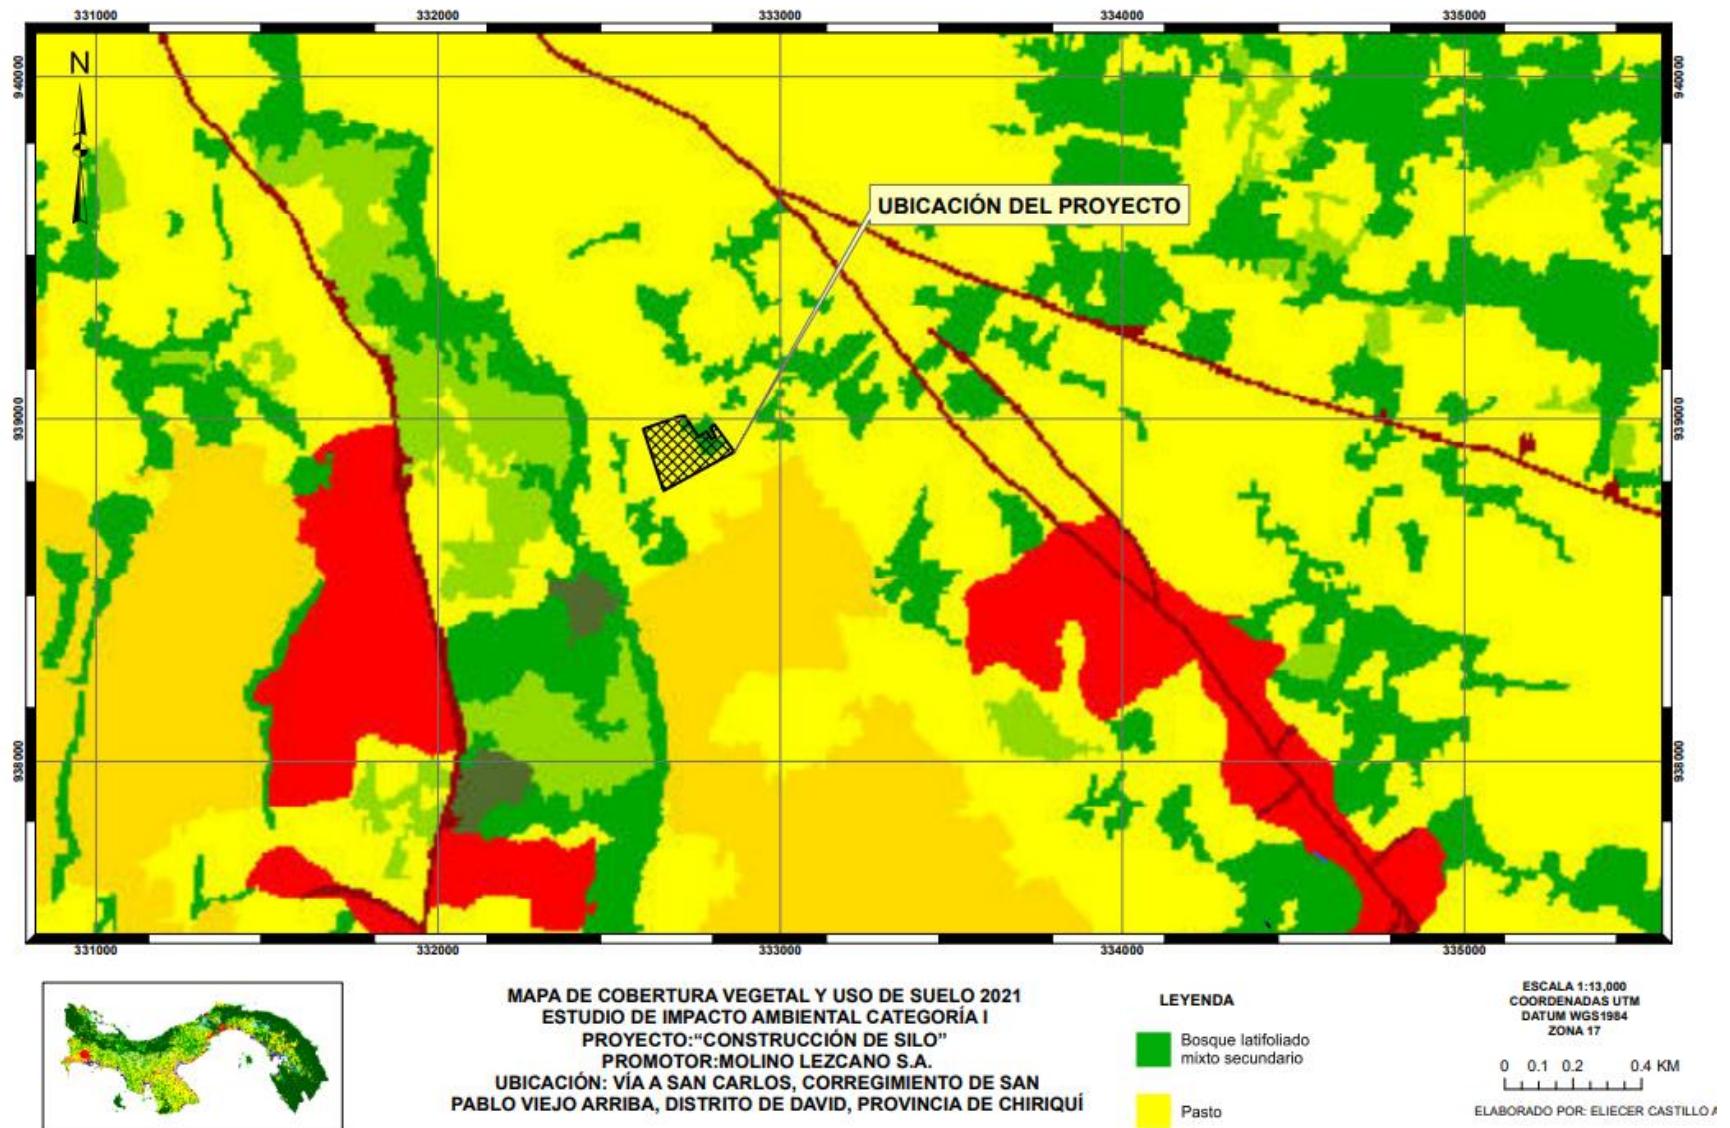 331000 332000 333000 334000 335000
940000 940000
N
UBICACIÓN DEL PROYECTO
939000 939000
938000 938000
331000 332000 333000 334000 335000
MAPA DE COBERTURA VEGETAL Y USO DE SUELO 2021
ESTUDIO DE IMPACTO AMBIENTAL CATEGORÍA I
PROYECTO:“CONSTRUCCIÓN DE SILO”
PROMOTOR:MOLINO LEZCANO S.A.
UBICACIÓN: VÍA A SAN CARLOS, CORREGIMIENTO DE SAN
PABLO VIEJO ARRIBA, DISTRITO DE DAVID, PROVINCIA DE CHIRIQUÍ
LEYENDA
Bosque latifoliado
mixto secundario
Pasto
ESCALA 1:13,000
COORDENADAS UTM
DATUM WGS1984
ZONA 17
0 0.1 0.2 0.4 KM
ELABORADO POR: ELIECER CASTILLO A